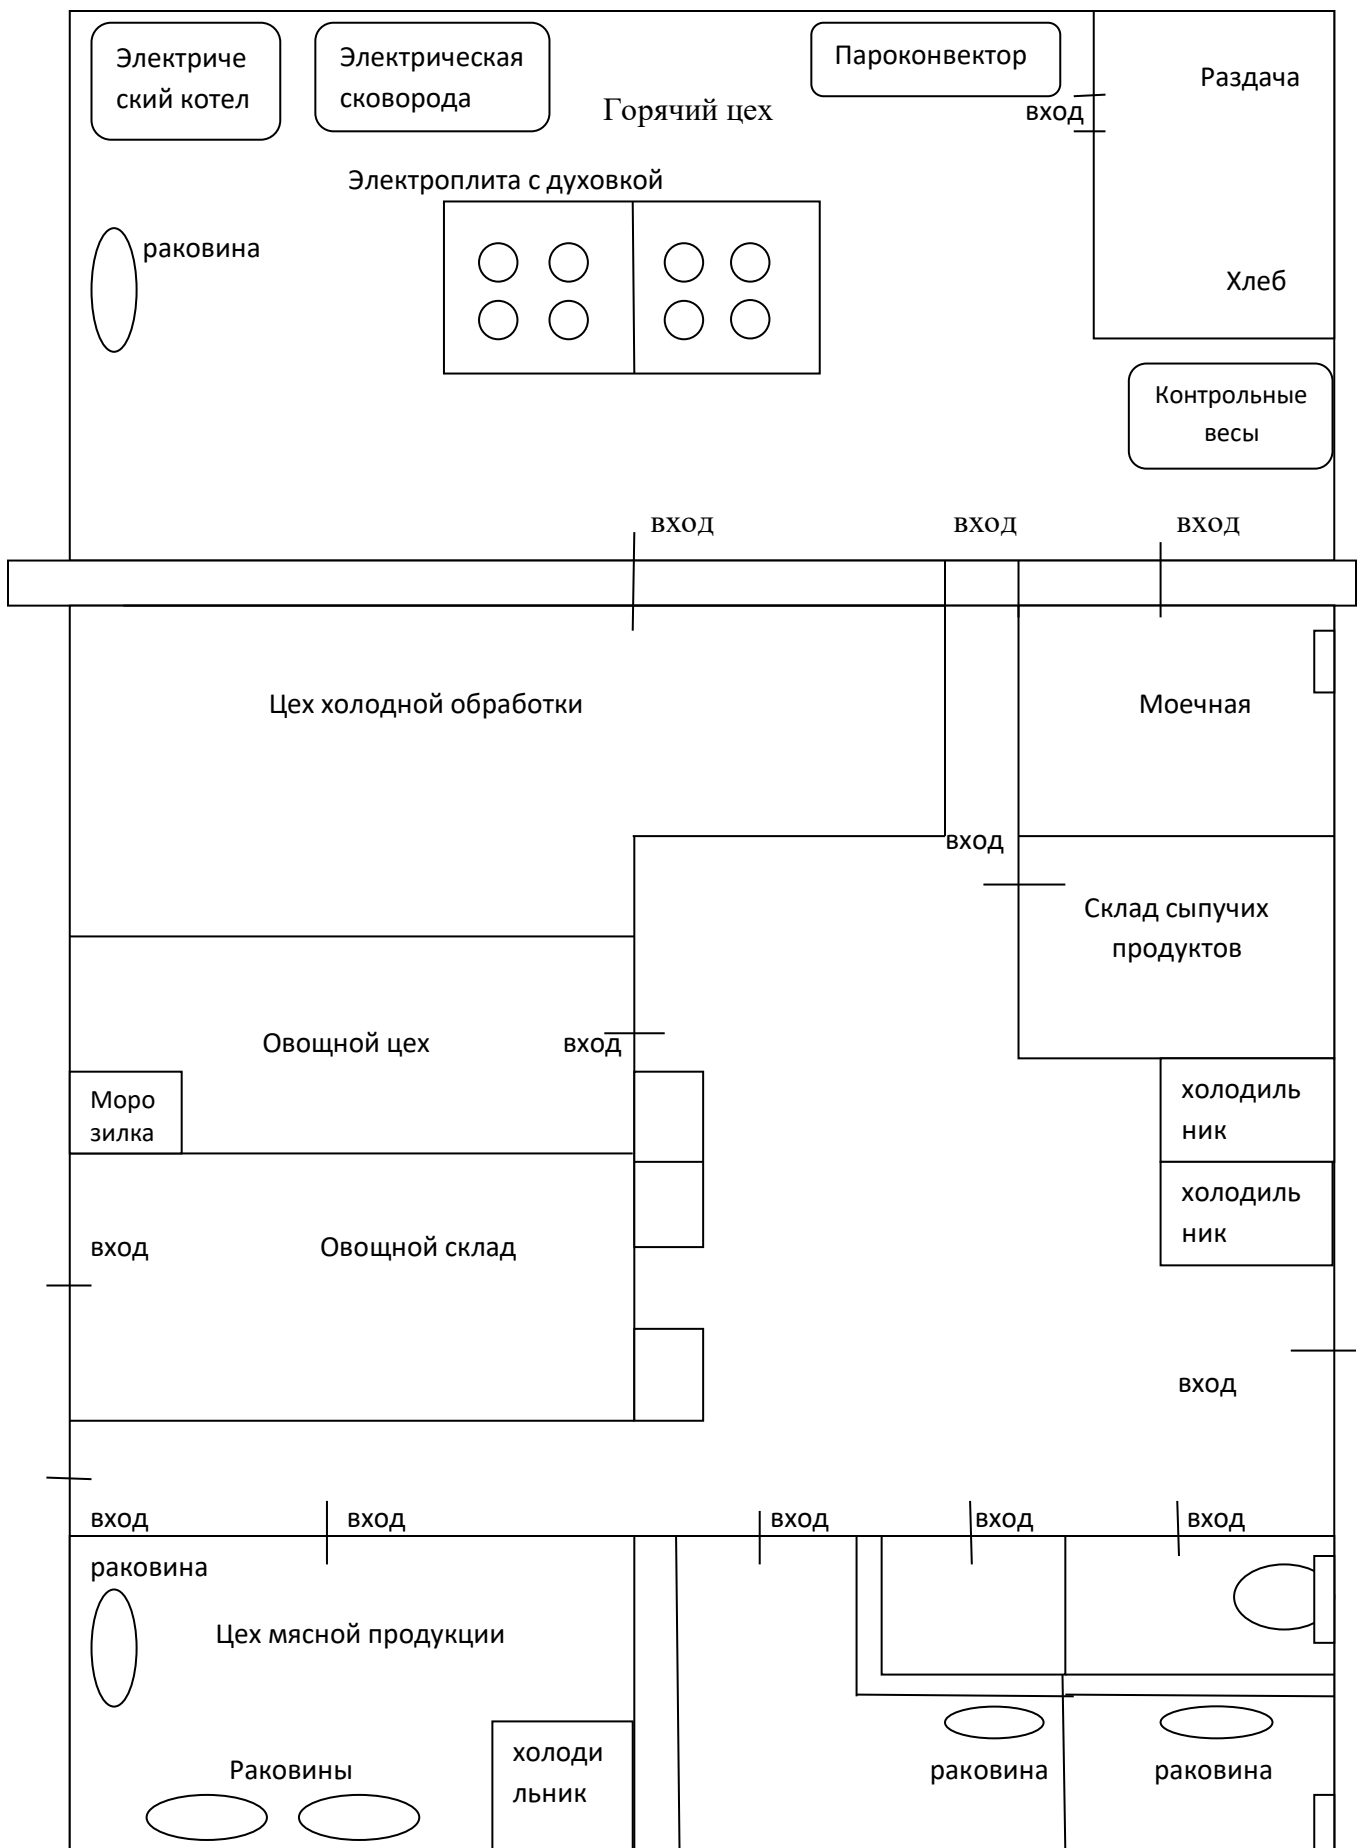 Электриче
ский котел
Электрическая
сковорода
Пароконвектор
Раздача
Горячий цех
вход
Электроплита с духовкой
раковина
Хлеб
Контрольные
весы
вход
вход
вход
Цех холодной обработки
Моечная
вход
Склад сыпучих
продуктов
Овощной цех
вход
Моро
зилка
холодиль
ник
холодиль
ник
вход
Овощной склад
вход
вход
вход
вход
вход
вход
раковина
Цех мясной продукции
Раковины
холоди
льник
раковина
раковина